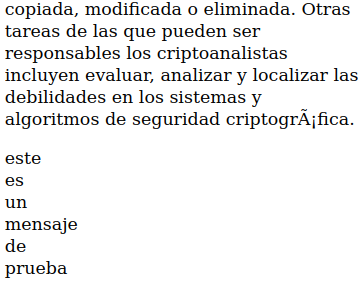 copiada, modificada o eliminada. Otras
tareas de las que pueden ser
responsables los criptoanalistas
incluyen evaluar, analizar y localizar las
debilidades en los sistemas y
algoritmos de seguridad criptogrÃ¡fica.
este
es
un
mensaje
de
prueba